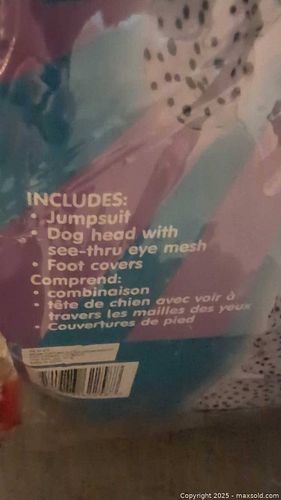 INCLUDES:
• Jumpsuit
• Dog head with
see-thru eye mesh
• Foot covers
Comprend:
• combinaison
• tête de chien avec voir à
travers les mailles des yeux
• Couvertures de pied
Copyright 2025 - maxsold.com